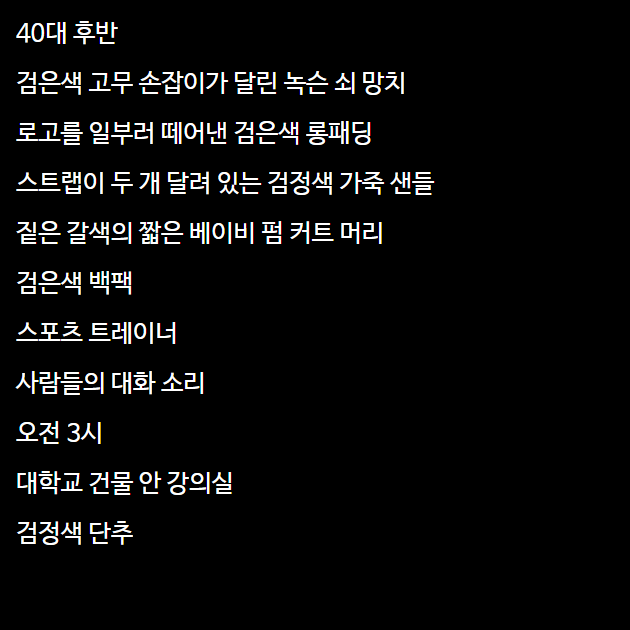 40대 후반
검은색 고무 손잡이가 달린 녹슨 쇠 망치
로고를 일부러 떼어낸 검은색 롱패딩
스트랩이 두 개 달려 있는 검정색 가죽 샌들
짙은 갈색의 짧은 베이비 펌 커트 머리
검은색 백팩
스포츠 트레이너
사람들의 대화 소리
오전 3시
대학교 건물 안 강의실
검정색 단추